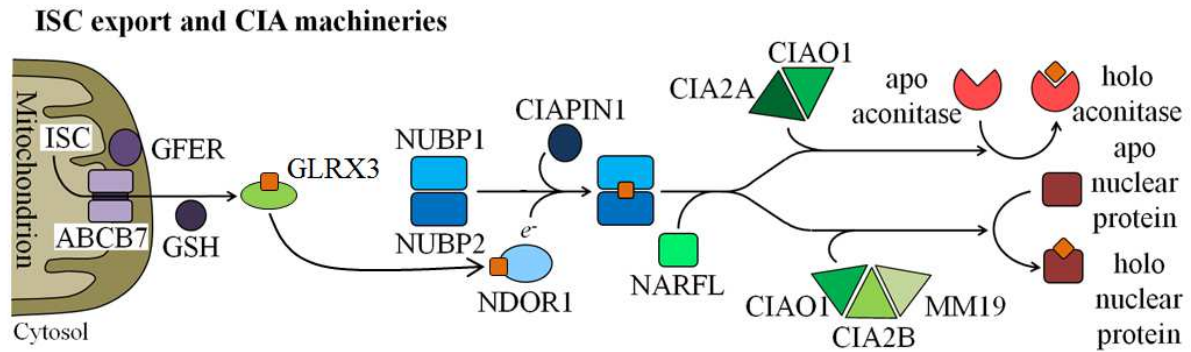 ISC export and CIA machineries
Mitochondrion
ISC
GFER
ABCB7
GSH
Cytosol
GLRX3
NUBP1
NUBP2
CIAPIN1
e-
NDOR1
NARFL
CIAO1
CIA2A
CIAO1
CIA2B
MM19
apo
aconitase
holo
aconitase
apo
nuclear
protein
holo
nuclear
protein